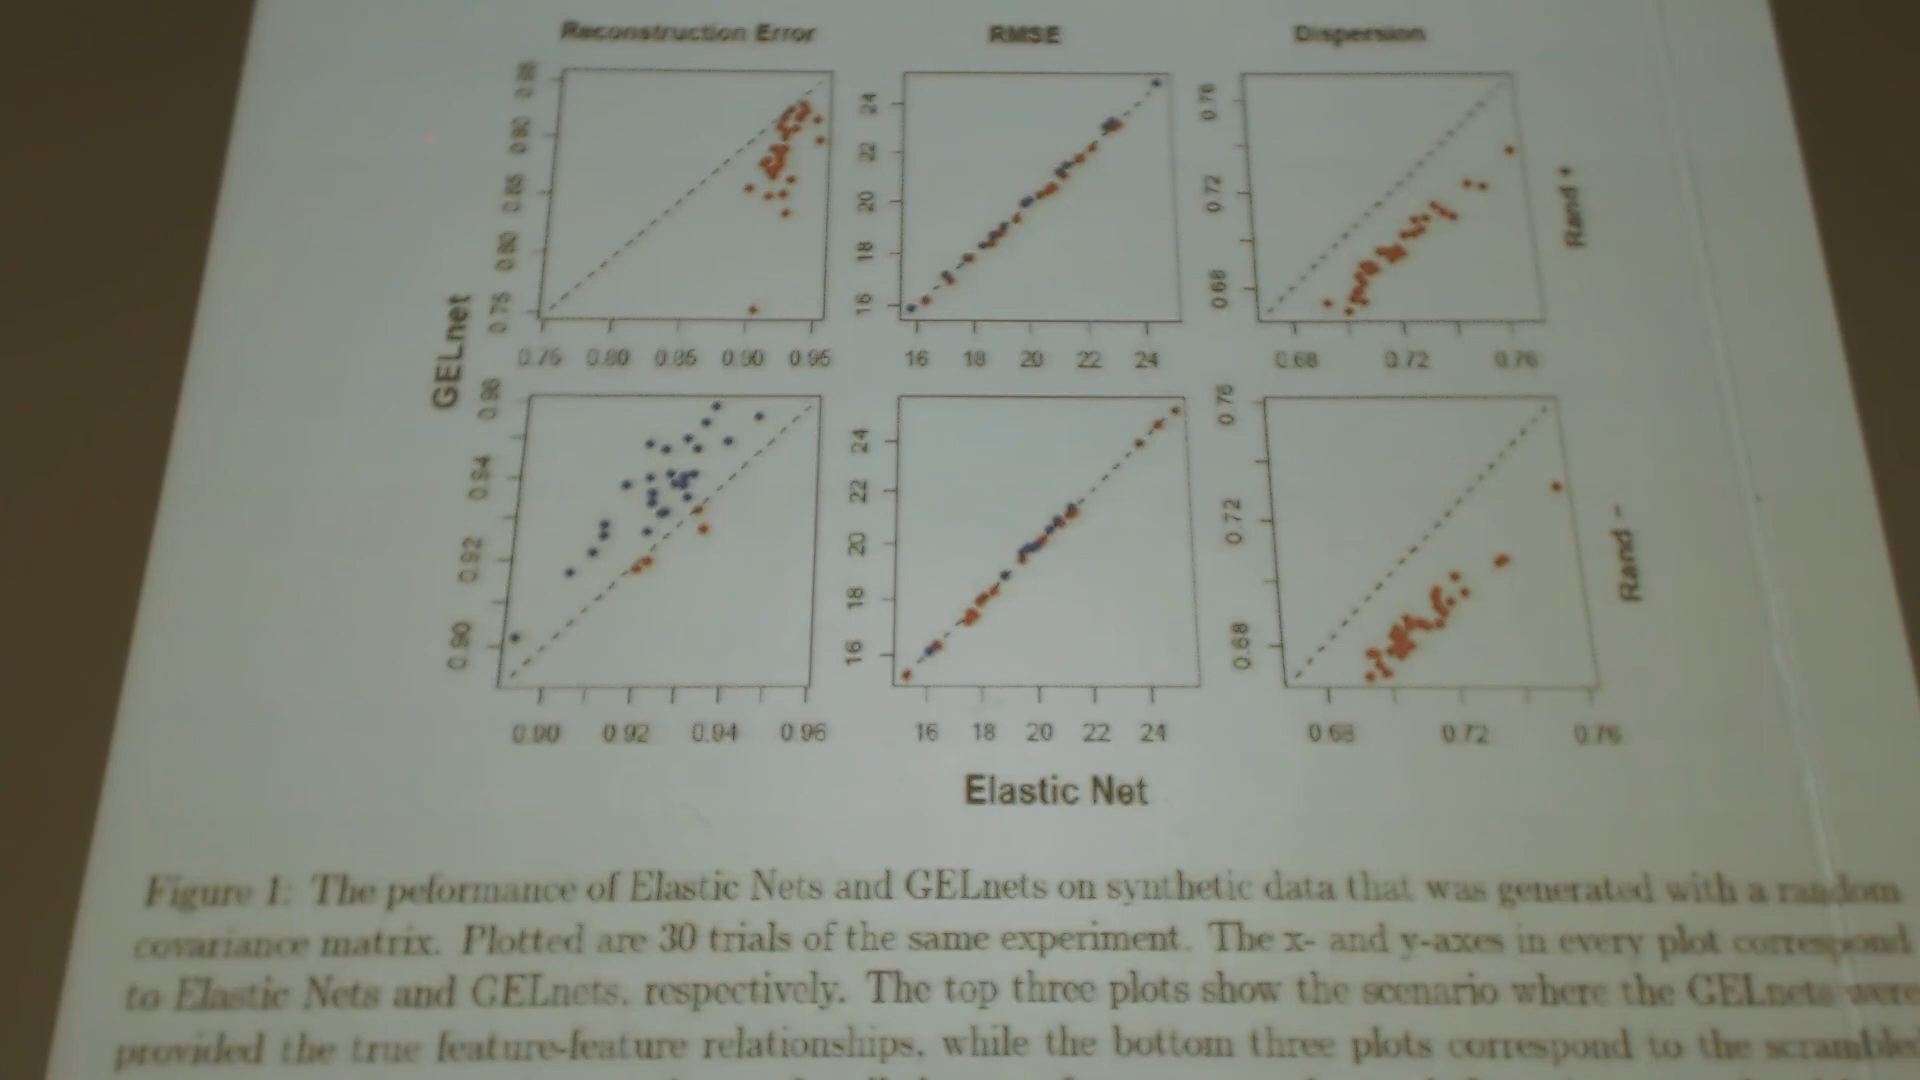 Reconstruction Error RMSE Dispersion
0.95 0.90 0.85 0.80 0.75
24 22 20 18 16
0.76 0.72 0.68
Rand +
GELnet
0.75 0.80 0.85 0.90 0.95
16 18 20 22 24
0.68 0.72 0.76
0.96 0.94 0.92 0.90
24 22 20 18 16
0.76 0.72 0.68
Rand -
0.90 0.92 0.94 0.96
16 18 20 22 24
0.68 0.72 0.76
Elastic Net
Figure 1: The peformance of Elastic Nets and GELnets on synthetic data that was generated with a random
covariance matrix. Plotted are 30 trials of the same experiment. The x- and y-axes in every plot correspond
to Elastic Nets and GELnets, respectively. The top three plots show the scenario where the GELnets were
provided the true feature-feature relationships, while the bottom three plots correspond to the scrambled